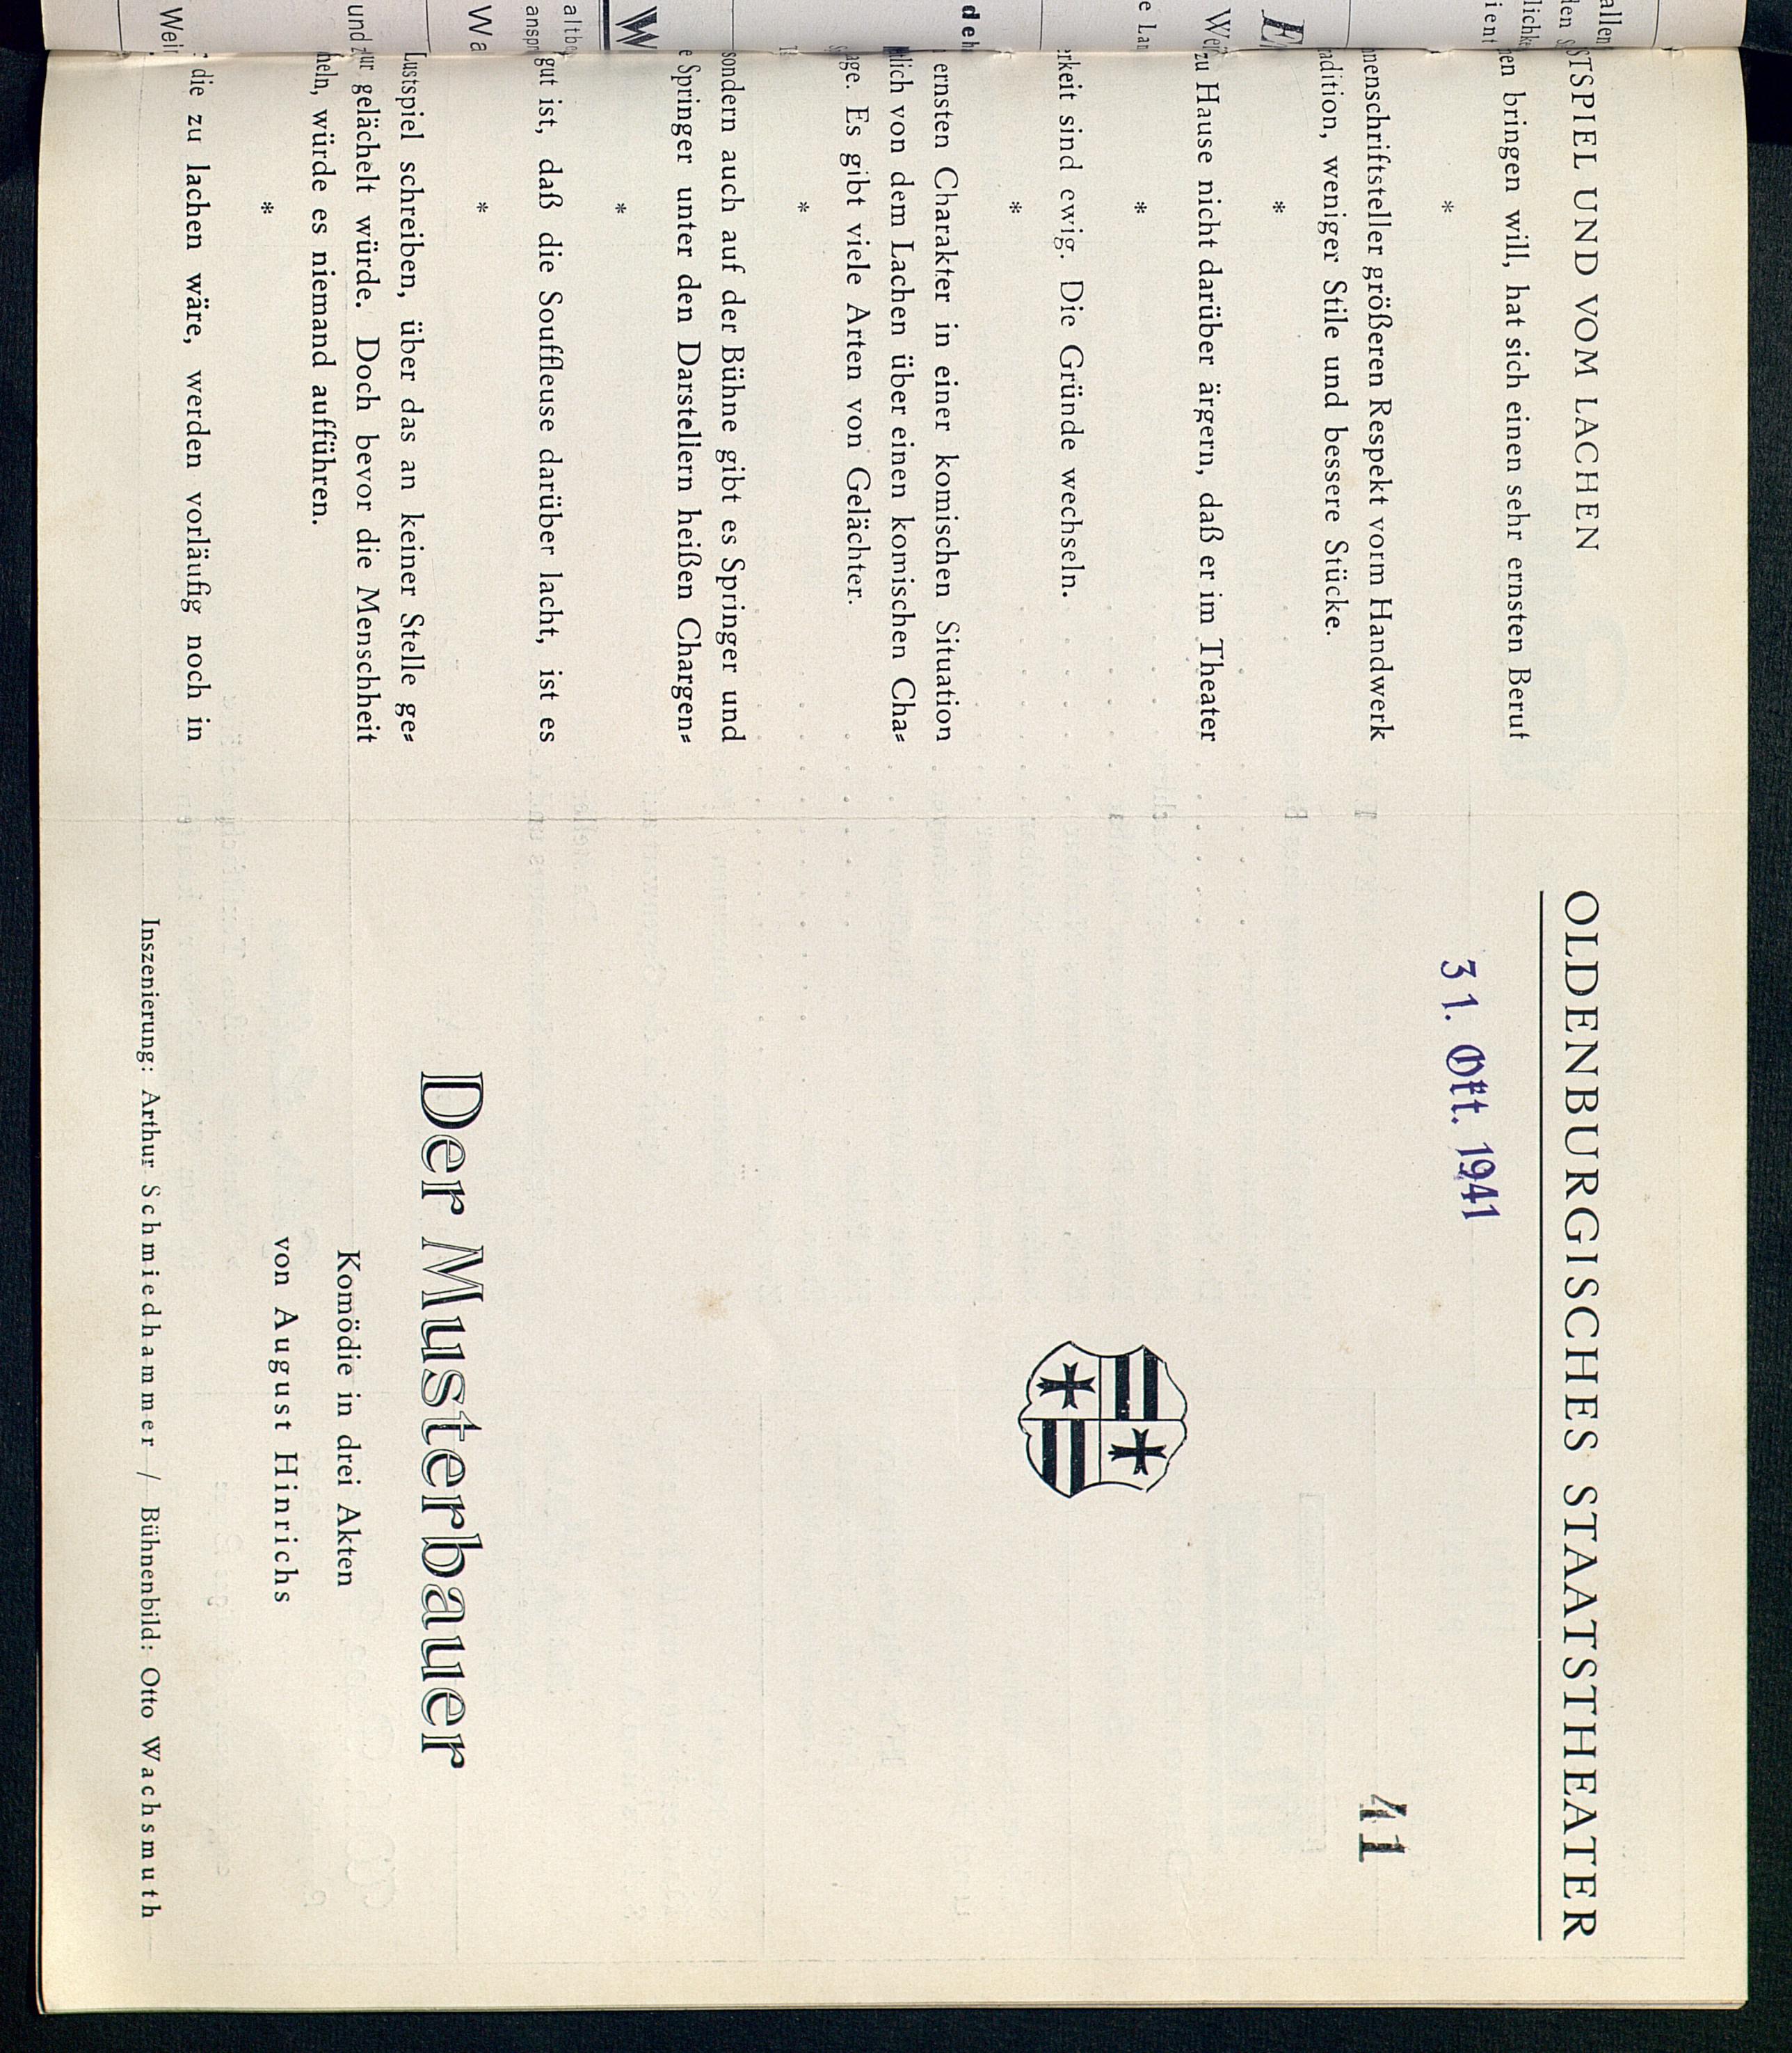 STSPIEL UND VOM LACHEN
bringen will, hat sich einen sehr ernsten Beruf
*
menschriftsteller größeren Respekt vorm Handwerk
adition, weniger Stile und bessere Stücke.
*
zu Hause nicht darüber ärgern, daß er im Theater
*
rkeit sind ewig. Die Gründe wechseln.
*
ernsten Charakter in einer komischen Situation
lich von dem Lachen über einen komischen Cha=
age. Es gibt viele Arten von Gelächter.
*
sondern auch auf der Bühne gibt es Springer und
e Springer unter den Darstellern heißen Chargen=
*
gut ist, daß die Souffleuse darüber lacht, ist es
*
Lustspiel schreiben, über das an keiner Stelle ge=
ur gelächelt würde. Doch bevor die Menschheit
heln, würde es niemand aufführen.
*
die zu lachen wäre, werden vorläufig noch in
OLDENBURGISCHES STAATSTHEATER
31. Okt. 1941
41
Der Musterbauer
Komödie in drei Akten
von August Hinrichs
Inszenierung: Arthur Schmiedhammer / Bühnenbild: Otto Wachsmuth